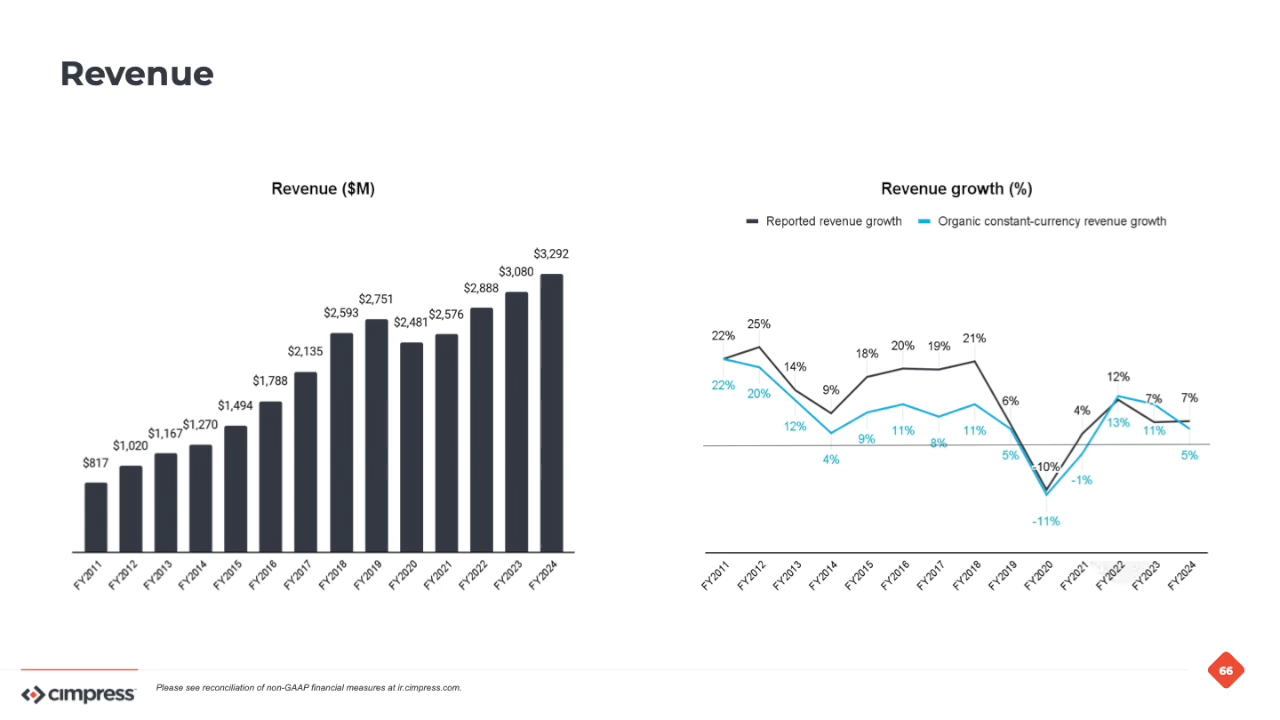 Revenue
Revenue ($M)
$817
$1,020
$1,167
$1,270
$1,494
$1,788
$2,135
$2,593
$2,751
$2,481
$2,576
$2,888
$3,080
$3,292
FY2011
FY2012
FY2013
FY2014
FY2015
FY2016
FY2017
FY2018
FY2019
FY2020
FY2021
FY2022
FY2023
FY2024
Revenue growth (%)
Reported revenue growth
Organic constant-currency revenue growth
22%
25%
14%
9%
18%
20%
19%
21%
6%
-10%
4%
12%
7%
7%
22%
20%
12%
4%
9%
11%
8%
11%
5%
-11%
-1%
13%
11%
5%
FY2011
FY2012
FY2013
FY2014
FY2015
FY2016
FY2017
FY2018
FY2019
FY2020
FY2021
FY2022
FY2023
FY2024
cimpress
Please see reconciliation of non-GAAP financial measures at ir.cimpress.com.
66